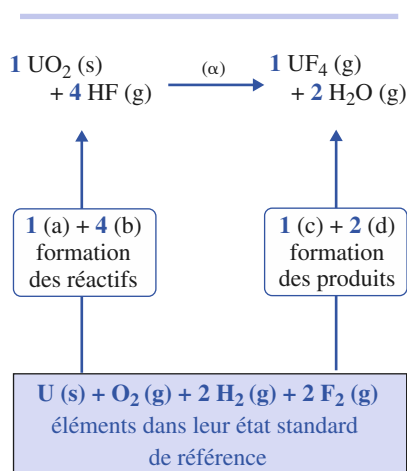 1 UO₂ (s)
+ 4 HF (g)
(α)
1 UF₄ (g)
+ 2 H₂O (g)
1 (a) + 4 (b)
formation
des réactifs
1 (c) + 2 (d)
formation
des produits
U (s) + O₂ (g) + 2 H₂ (g) + 2 F₂ (g)
éléments dans leur état standard
de référence